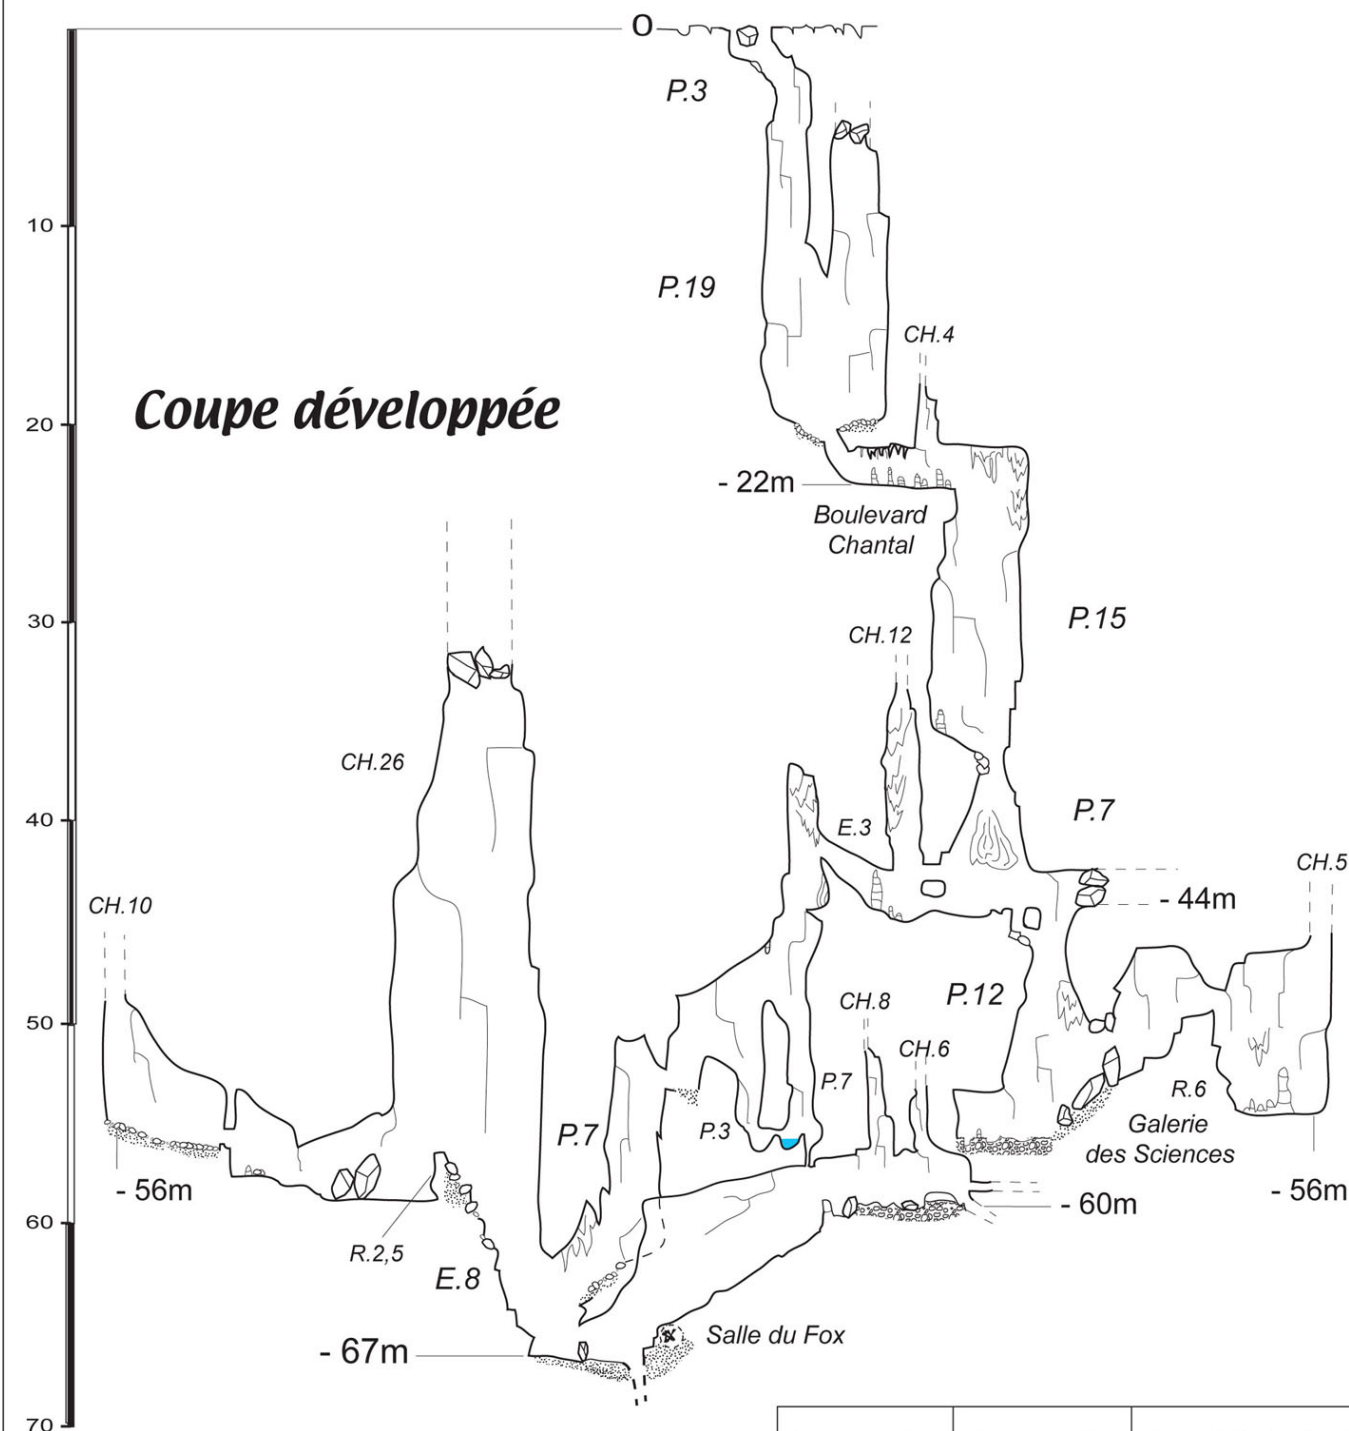 0
P.3
10
P.19
CH.4
Coupe développée
20
- 22m
Boulevard
Chantal
30
P.15
CH.12
CH.26
40
E.3
P.7
CH.5
- 44m
CH.10
P.12
CH.8
50
CH.6
P.7
R.6
P.7
P.3
Galerie
des Sciences
- 56m
- 56m
- 60m
60
R.2,5
E.8
Salle du Fox
- 67m
70